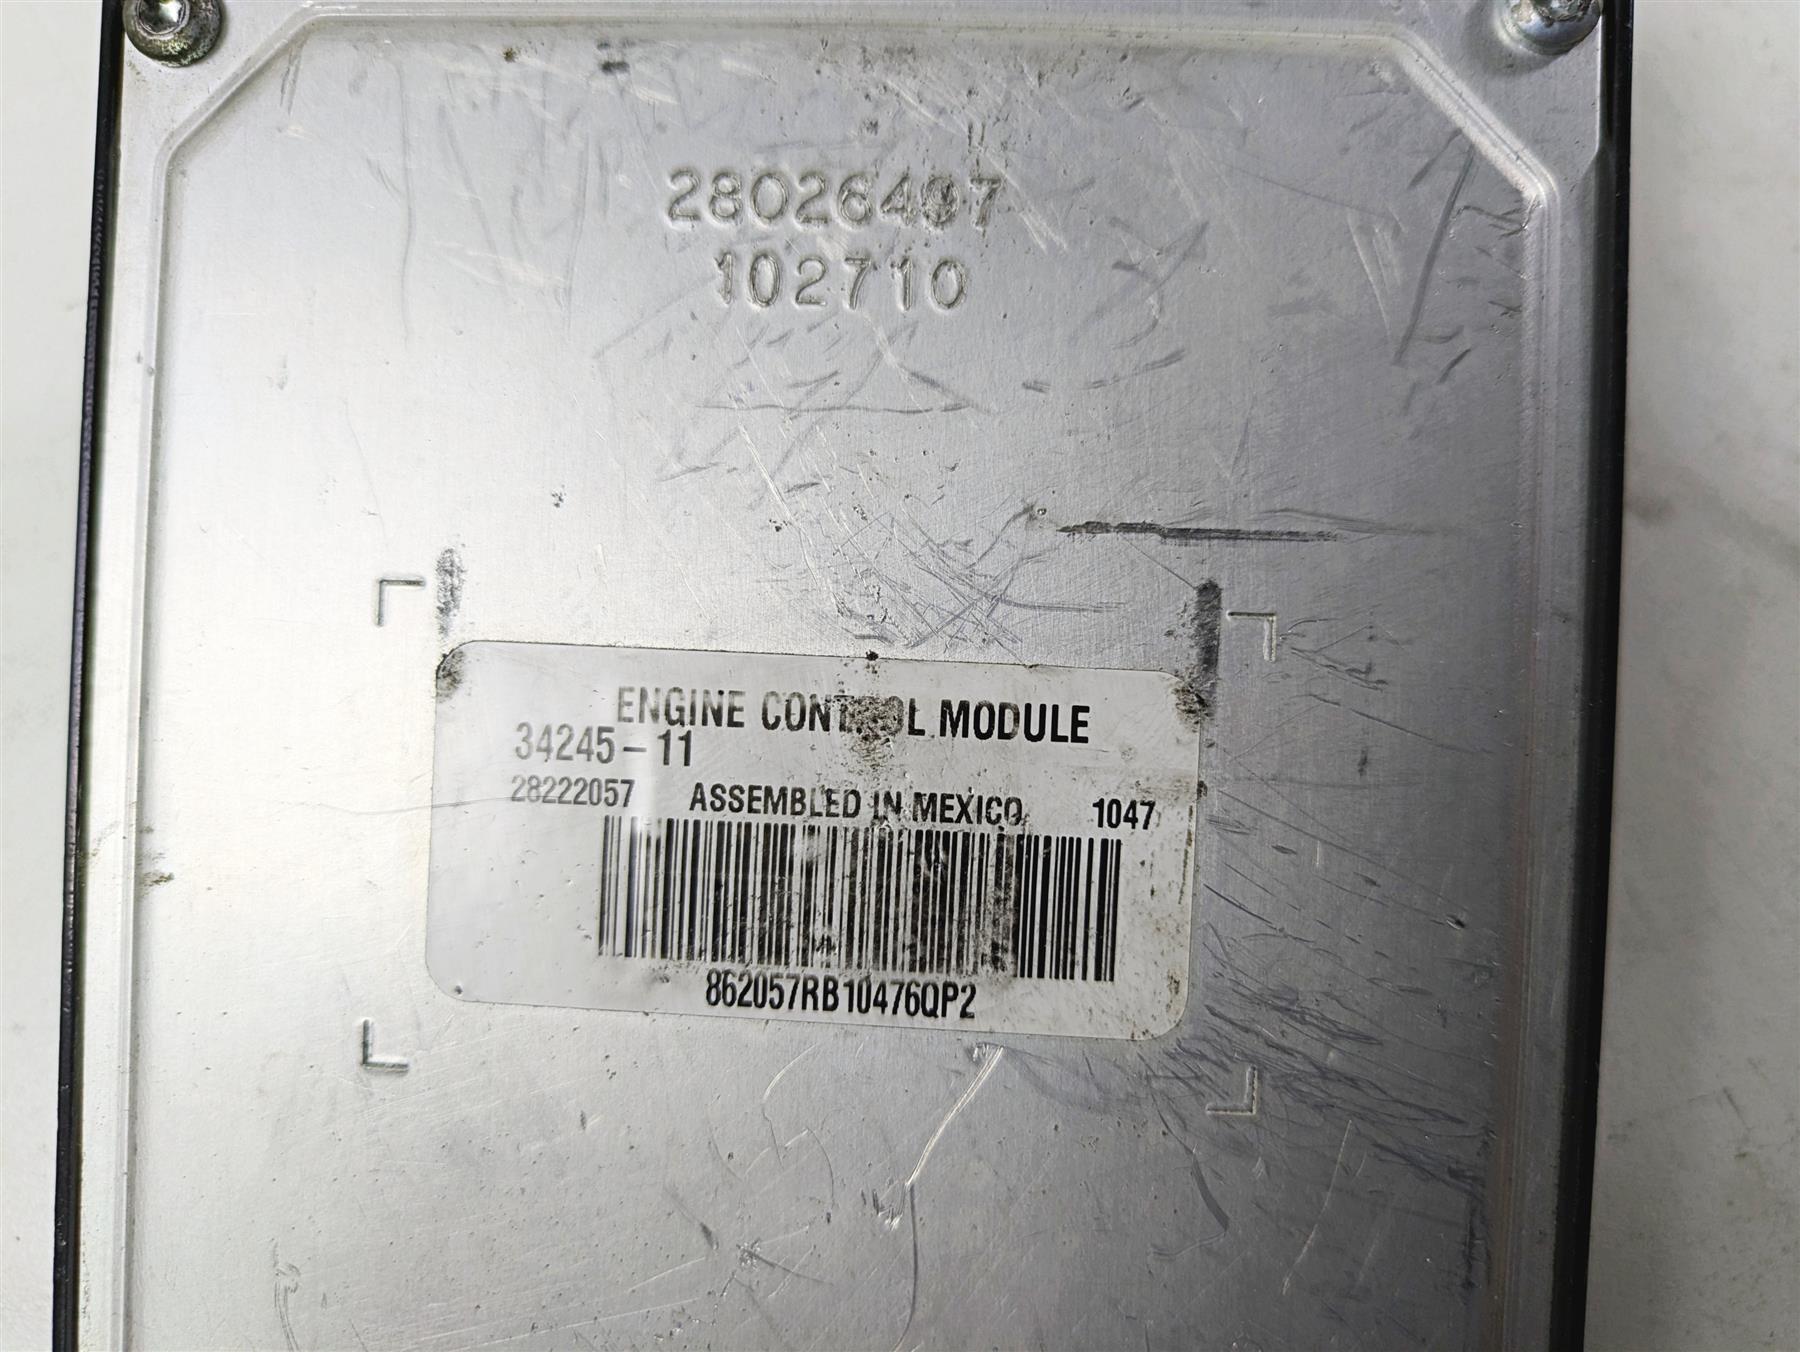 28026497
102710
ENGINE CONTROL MODULE
34245-11
28222057 ASSEMBLED IN MEXICO 1047
862057RB10476QP2